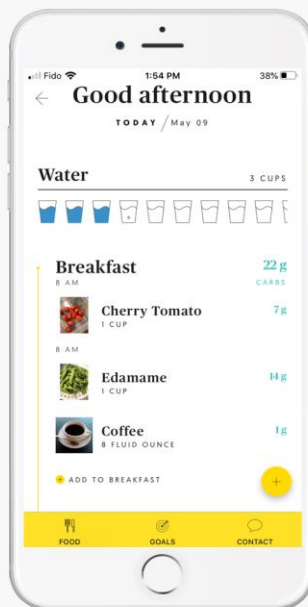 Fido 1:54 PM 38%
Good afternoon
TODAY / May 09
Water 3 CUPS
+
Breakfast 22 g
8 AM CARBS
Cherry Tomato 7 g
1 CUP
8 AM
Edamame 14 g
1 CUP
Coffee 1 g
8 FLUID OUNCE
+ ADD TO BREAKFAST +
FOOD GOALS CONTACT